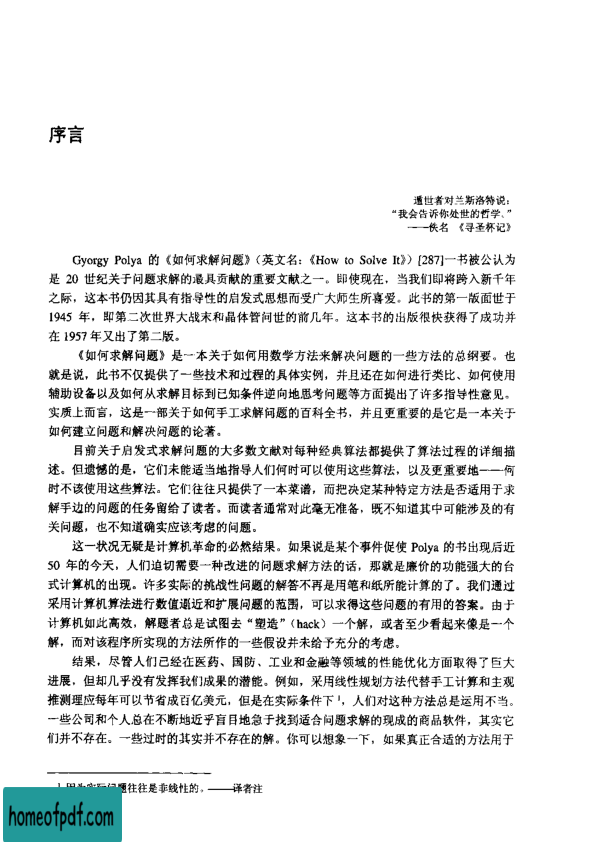 序言
遁世者对兰斯洛特说：
“我会告诉你处世的哲学。”
——佚名 《寻圣杯记》
Gyorgy Polya 的《如何求解问题》（英文名：《How to Solve It》）[287]一书被公认为
是 20 世纪关于问题求解的最具贡献的重要文献之一。即使现在，当我们即将跨入新千年
之际，这本书仍因其具有指导性的启发式思想而受广大师生所喜爱。此书的第一版面世于
1945 年，即第二次世界大战末和晶体管问世的前几年。这本书的出版很快获得了成功并
在 1957 年又出了第二版。
《如何求解问题》是一本关于如何用数学方法来解决问题的一些方法的总纲要。也
就是说，此书不仅提供了一些技术和过程的具体实例，并且还在如何进行类比、如何使用
辅助设备以及如何从求解目标到已知条件逆向地思考问题等方面提出了许多指导性意见。
实质上而言，这是一部关于如何手工求解问题的百科全书，并且更重要的是它是一本关于
如何建立问题和解决问题的论著。
目前关于启发式求解问题的大多数文献对每种经典算法都提供了算法过程的详细描
述。但遗憾的是，它们未能适当地指导人们何时可以使用这些算法，以及更重要地——何
时不该使用这些算法。它们往往只提供了一本菜谱，而把决定某种特定方法是否适用于求
解手边的问题的任务留给了读者。而读者通常对此毫无准备，既不知道其中可能涉及的有
关问题，也不知道确实应该考虑的问题。
这一状况无疑是计算机革命的必然结果。如果说是某个事件促使 Polya 的书出现后近
50 年的今天，人们迫切需要一种改进的问题求解方法的话，那就是廉价的功能强大的台
式计算机的出现。许多实际的挑战性问题的解答不再是用笔和纸所能计算的了。我们通过
采用计算机算法进行数值逼近和扩展问题的范围，可以求得这些问题的有用的答案。由于
计算机如此高效，解题者总是试图去“塑造”（hack）一个解，或者至少看起来像是一个
解，而对该程序所实现的方法所作的一些假设并未给予充分的考虑。
结果，尽管人们已经在医药、国防、工业和金融等领域的性能优化方面取得了巨大
进展，但却几乎没有发挥我们成果的潜能。例如，采用线性规划方法代替手工计算和主观
推测理应每年可以节省成百亿美元，但是在实际条件下¹，人们对这种方法总是运用不当。
一些公司和个人总在不断地近乎盲目地急于找到适合问题求解的现成的商品软件，其实它
们并不存在。一些过时的其实并不存在的解。你可以想象一下，如果真正合适的方法用于
¹ 因为实际问题往往是非线性的。——译者注
homeofpdf.com